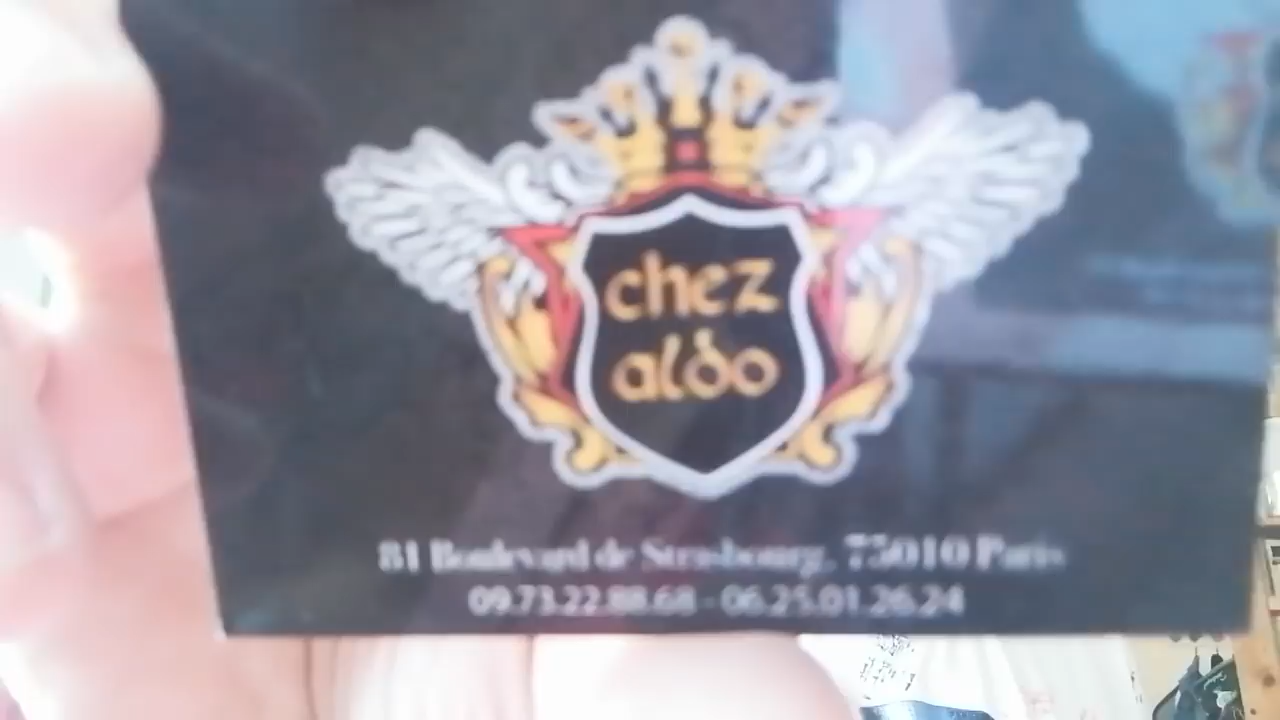 chez
aldo
81 Boulevard de Strasbourg, 75010 Paris
09.73.22.88.68 - 06.25.01.26.24